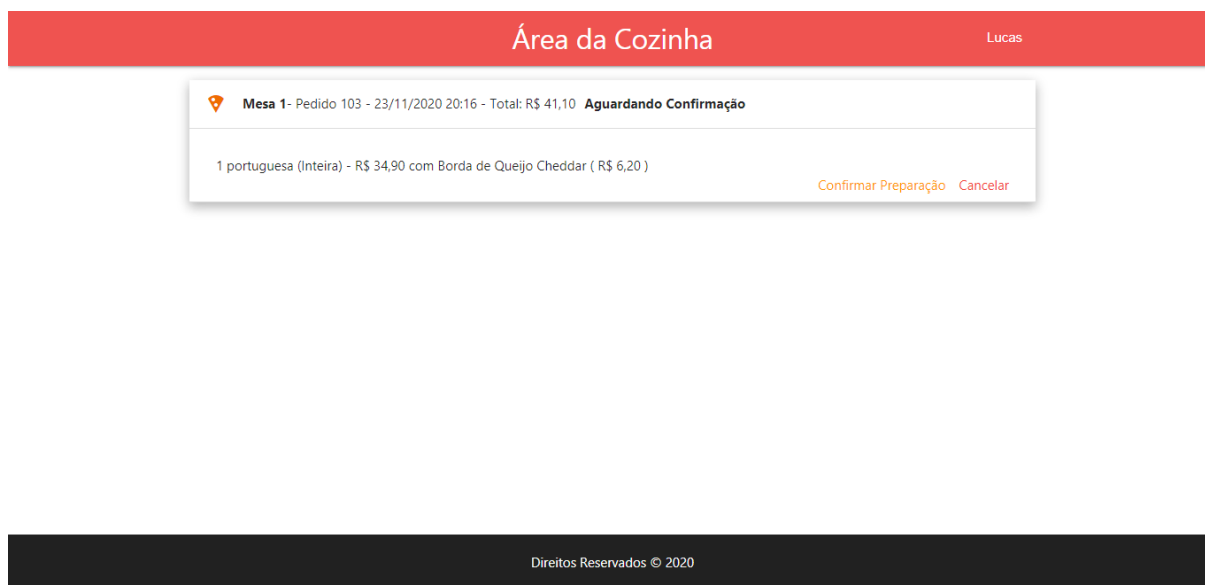 Área da Cozinha
Lucas
Mesa 1- Pedido 103 - 23/11/2020 20:16 - Total: R$ 41,10 Aguardando Confirmação
1 portuguesa (Inteira) - R$ 34,90 com Borda de Queijo Cheddar ( R$ 6,20 )
Confirmar Preparação Cancelar
Direitos Reservados © 2020